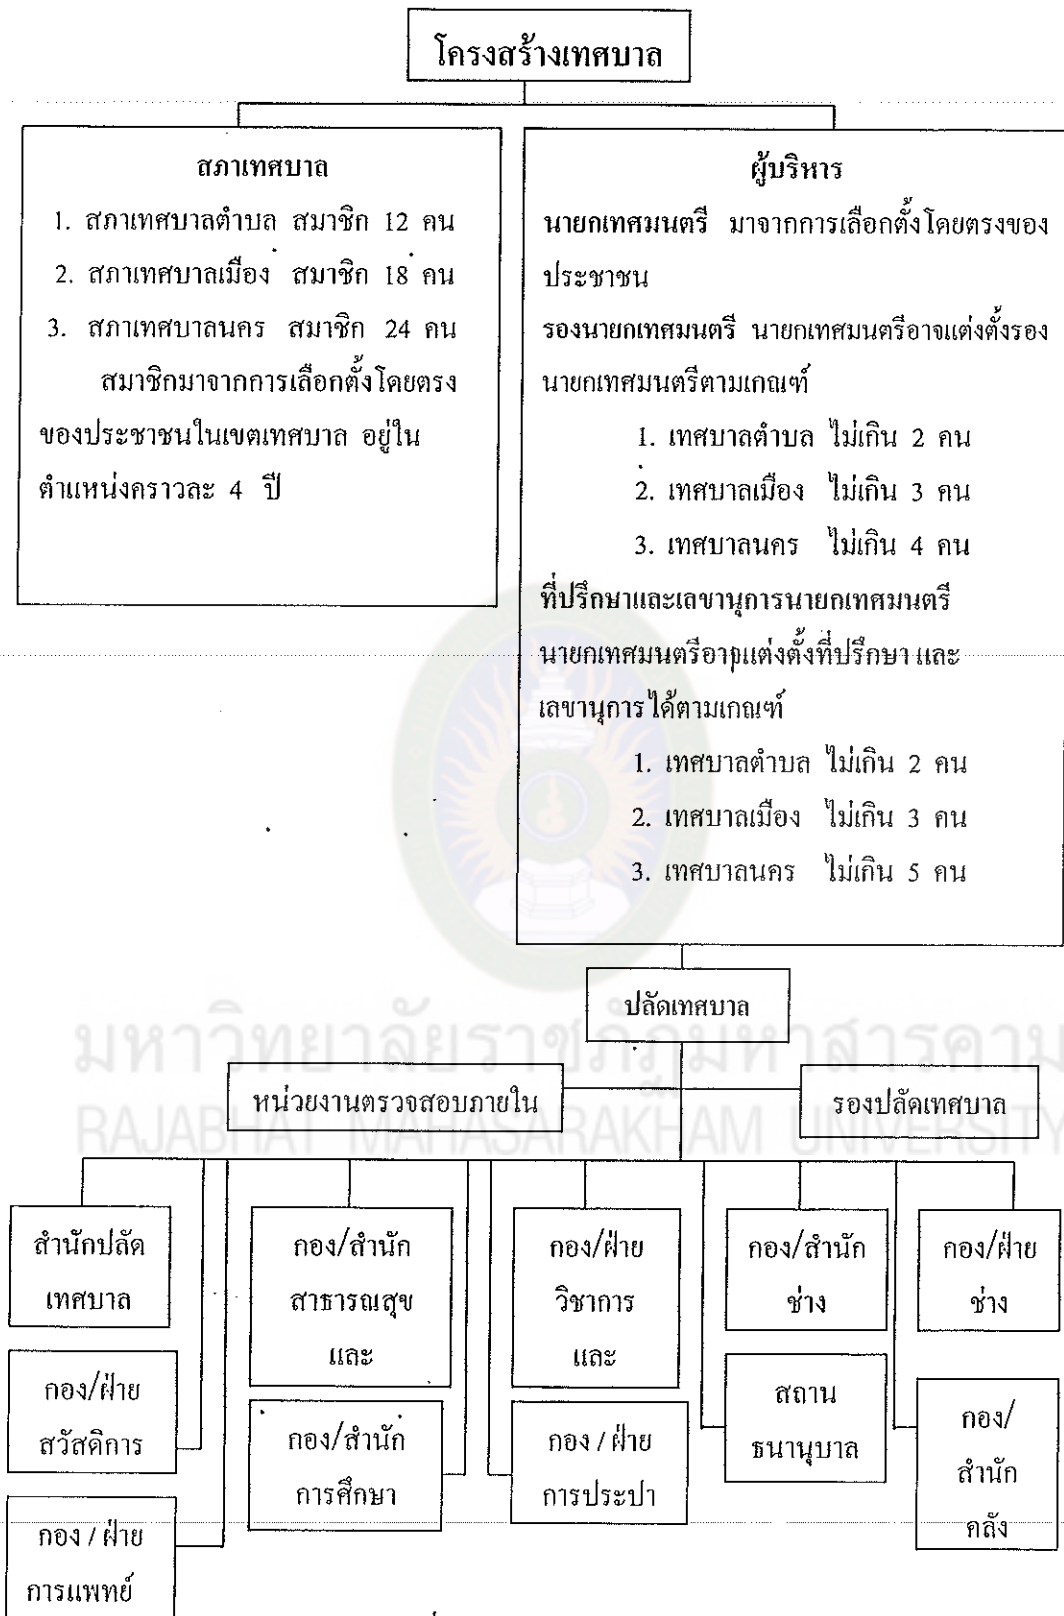 โครงสร้างเทศบาล
สภาเทศบาล
1. สภาเทศบาลตำบล สมาชิก 12 คน
2. สภาเทศบาลเมือง สมาชิก 18 คน
3. สภาเทศบาลนคร สมาชิก 24 คน
สมาชิกมาจากการเลือกตั้งโดยตรง
ของประชาชนในเขตเทศบาล อยู่ใน
ตำแหน่งคราวละ 4 ปี
ผู้บริหาร
นายกเทศมนตรี มาจากการเลือกตั้งโดยตรงของ
ประชาชน
รองนายกเทศมนตรี นายกเทศมนตรีอาจแต่งตั้งรอง
นายกเทศมนตรีตามเกณฑ์
1. เทศบาลตำบล ไม่เกิน 2 คน
2. เทศบาลเมือง ไม่เกิน 3 คน
3. เทศบาลนคร ไม่เกิน 4 คน
ที่ปรึกษาและเลขานุการนายกเทศมนตรี
นายกเทศมนตรีอาจแต่งตั้งที่ปรึกษา และ
เลขานุการได้ตามเกณฑ์
1. เทศบาลตำบล ไม่เกิน 2 คน
2. เทศบาลเมือง ไม่เกิน 3 คน
3. เทศบาลนคร ไม่เกิน 5 คน
ปลัดเทศบาล
มหาวิทยาลัยราชภัฏมหาสารคาม
RAJABHAT MAHASARAKHAM UNIVERSITY
หน่วยงานตรวจสอบภายใน
รองปลัดเทศบาล
สำนักปลัด
เทศบาล
กอง/สำนัก
สาธารณสุข
และ
กอง/ฝ่าย
วิชาการ
และ
กอง/สำนัก
ช่าง
กอง/ฝ่าย
ช่าง
กอง/ฝ่าย
สวัสดิการ
กอง/สำนัก
การศึกษา
กอง / ฝ่าย
การประปา
สถาน
ธนานุบาล
กอง/
สำนัก
คลัง
กอง / ฝ่าย
การแพทย์